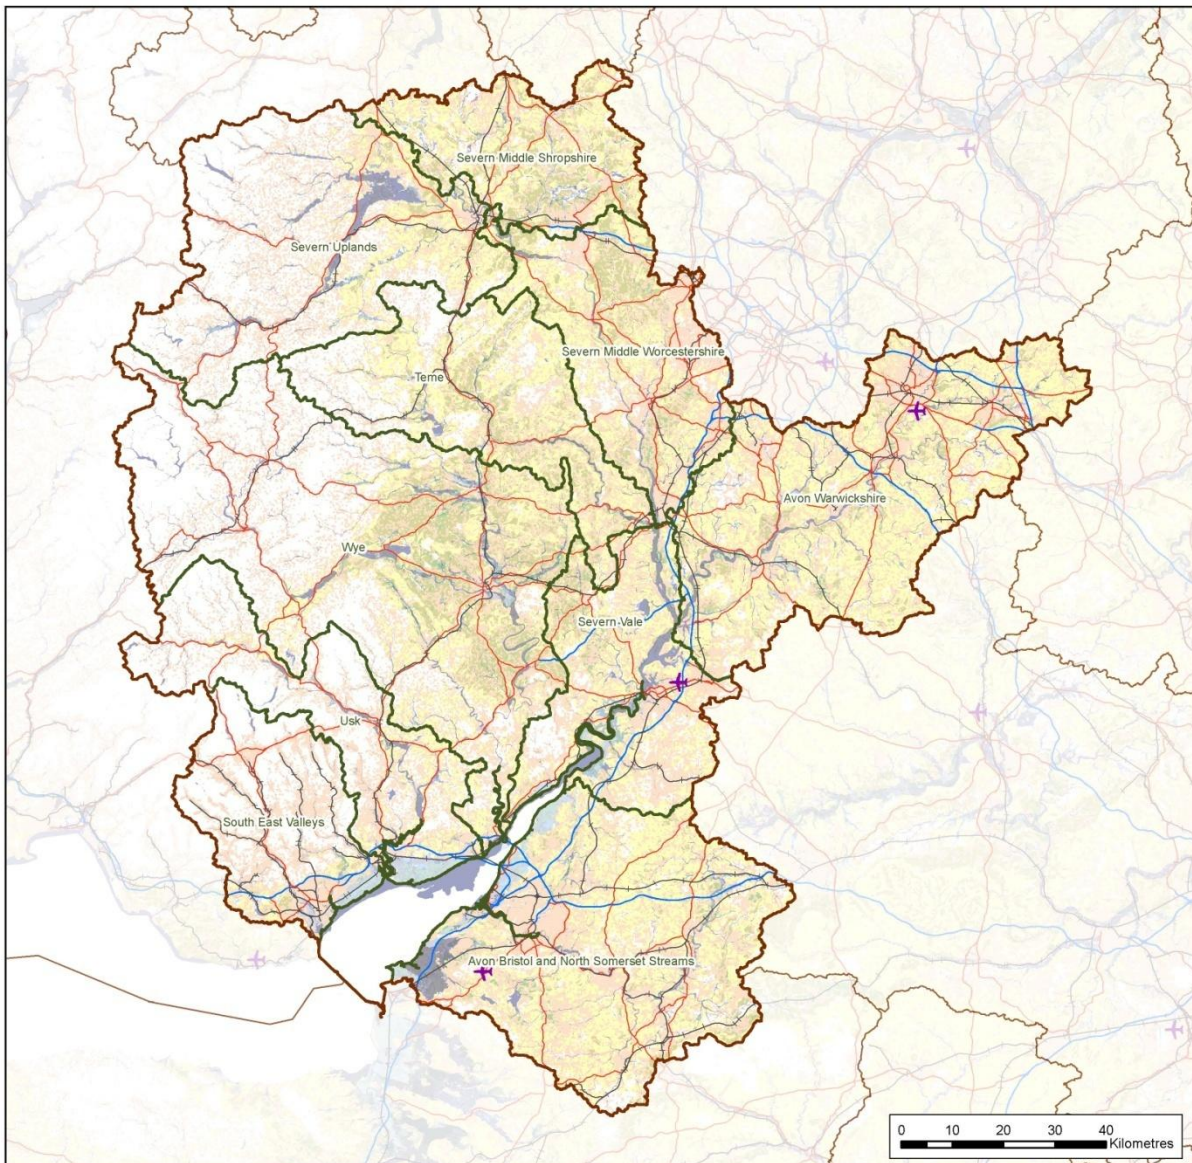 Severn Middle Shropshire
Severn Uplands
Severn Middle Worcestershire
Teme
Avon Warwickshire
Wye
Severn Vale
Usk
South East Valleys
Avon Bristol and North Somerset Streams
0 10 20 30 40
Kilometres